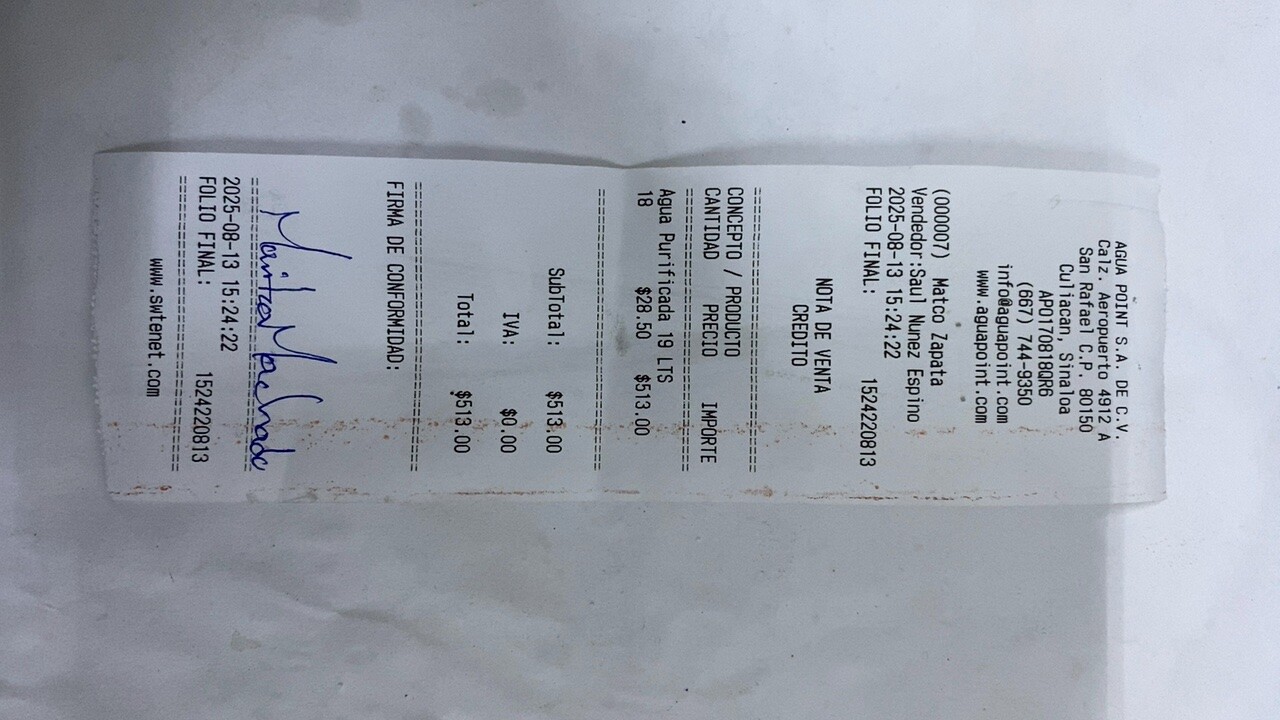 AGUA POINT S.A. DE C.V.
Calz. Aeropuerto 4912 A
San Rafael C.P. 80150
Culiacan, Sinaloa
APO170818QR6
(667) 744-9350
info@aguapoint.com
www.aguapoint.com
NOTA DE VENTA
CREDITO
(000007) Matco Zapata
Vendedor:Saul Nunez Espino
2025-08-13 15:24:22
FOLIO FINAL: 1524220813
CONCEPTO / PRODUCTO
CANTIDAD PRECIO IMPORTE
Agua Purificada 19 LTS
18 $28.50 $513.00
SubTotal: $513.00
IVA: $0.00
Total: $513.00
FIRMA DE CONFORMIDAD:
Maritza Machado
2025-08-13 15:24:22
FOLIO FINAL: 1524220813
www.swtenet.com